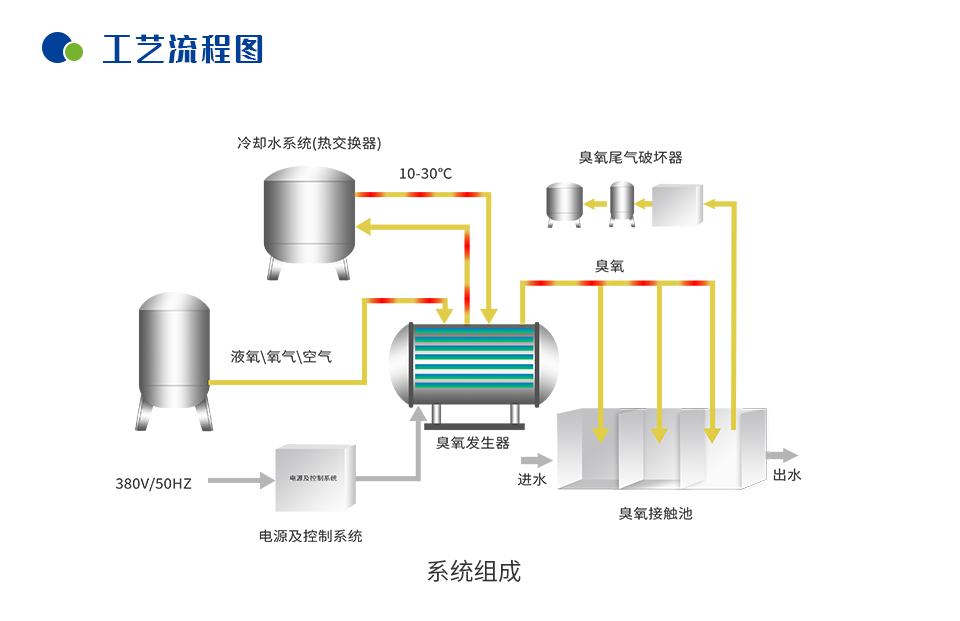 工艺流程图
冷却水系统(热交换器)
10-30℃
臭氧尾气破坏器
臭氧
液氧\氧气\空气
臭氧发生器
380V/50HZ
电源及控制系统
进水
出水
臭氧接触池
电源及控制系统
系统组成